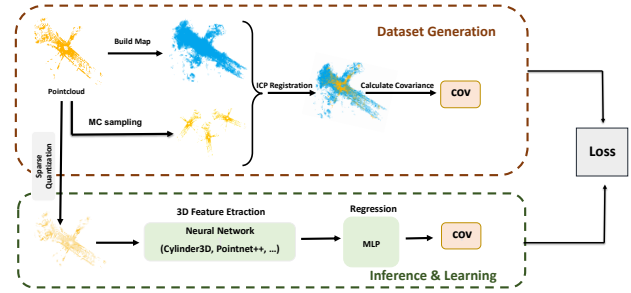 Dataset Generation
Build Map
Pointcloud
ICP Registration
Calculate Covariance
COV
MC sampling
Loss
Sparse
Quantization
3D Feature Etraction
Regression
Neural Network
(Cylinder3D, Pointnet++, ...)
MLP
COV
Inference & Learning